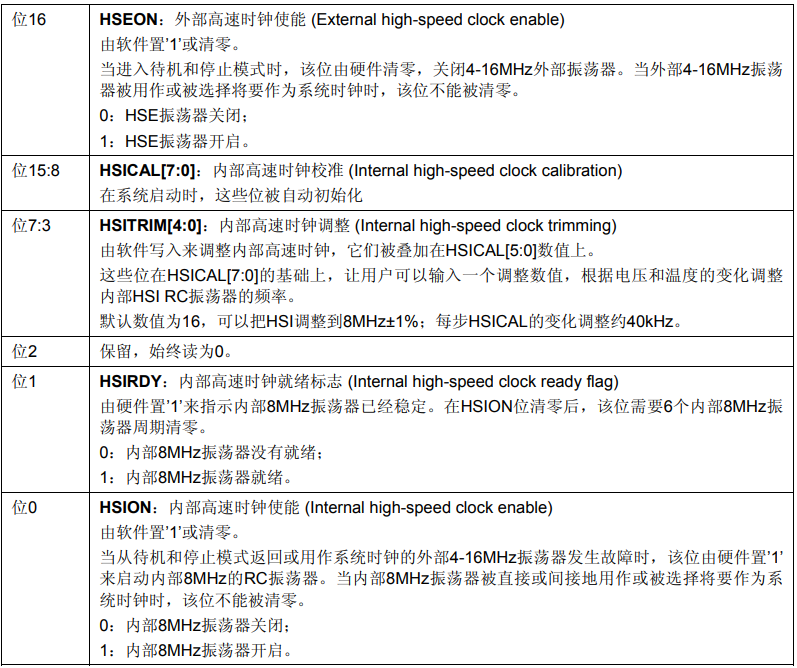 位16
HSEON：外部高速时钟使能 (External high-speed clock enable)
由软件置’1’或清零。
当进入待机和停止模式时，该位由硬件清零，关闭4-16MHz外部振荡器。当外部4-16MHz振荡
器被用作或被选择将要作为系统时钟时，该位不能被清零。
0：HSE振荡器关闭；
1：HSE振荡器开启。
位15:8
HSICAL[7:0]：内部高速时钟校准 (Internal high-speed clock calibration)
在系统启动时，这些位被自动初始化
位7:3
HSITRIM[4:0]：内部高速时钟调整 (Internal high-speed clock trimming)
由软件写入来调整内部高速时钟，它们被叠加在HSICAL[5:0]数值上。
这些位在HSICAL[7:0]的基础上，让用户可以输入一个调整数值，根据电压和温度的变化调整
内部HSI RC振荡器的频率。
默认数值为16，可以把HSI调整到8MHz±1%；每步HSICAL的变化调整约40kHz。
位2
保留，始终读为0。
位1
HSIRDY：内部高速时钟就绪标志 (Internal high-speed clock ready flag)
由硬件置’1’来指示内部8MHz振荡器已经稳定。在HSION位清零后，该位需要6个内部8MHz振
荡器周期清零。
0：内部8MHz振荡器没有就绪；
1：内部8MHz振荡器就绪。
位0
HSION：内部高速时钟使能 (Internal high-speed clock enable)
由软件置’1’或清零。
当从待机和停止模式返回或用作系统时钟的外部4-16MHz振荡器发生故障时，该位由硬件置’1’
来启动内部8MHz的RC振荡器。当内部8MHz振荡器被直接或间接地用作或被选择将要作为系
统时钟时，该位不能被清零。
0：内部8MHz振荡器关闭；
1：内部8MHz振荡器开启。